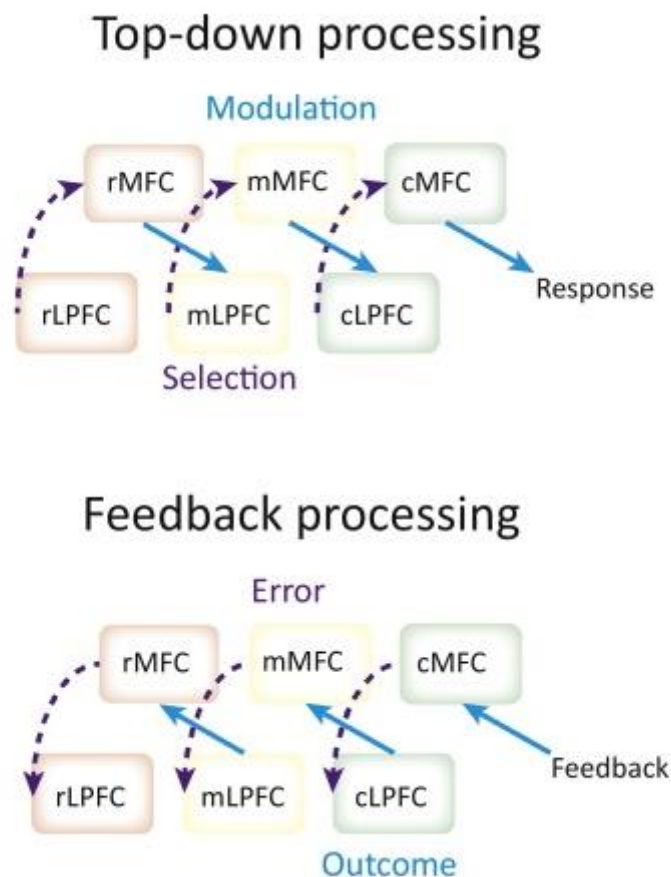 Top-down processing
Modulation
rMFC mMFC cMFC
Response
rLPFC mLPFC cLPFC
Selection
Feedback processing
Error
rMFC mMFC cMFC
Feedback
rLPFC mLPFC cLPFC
Outcome